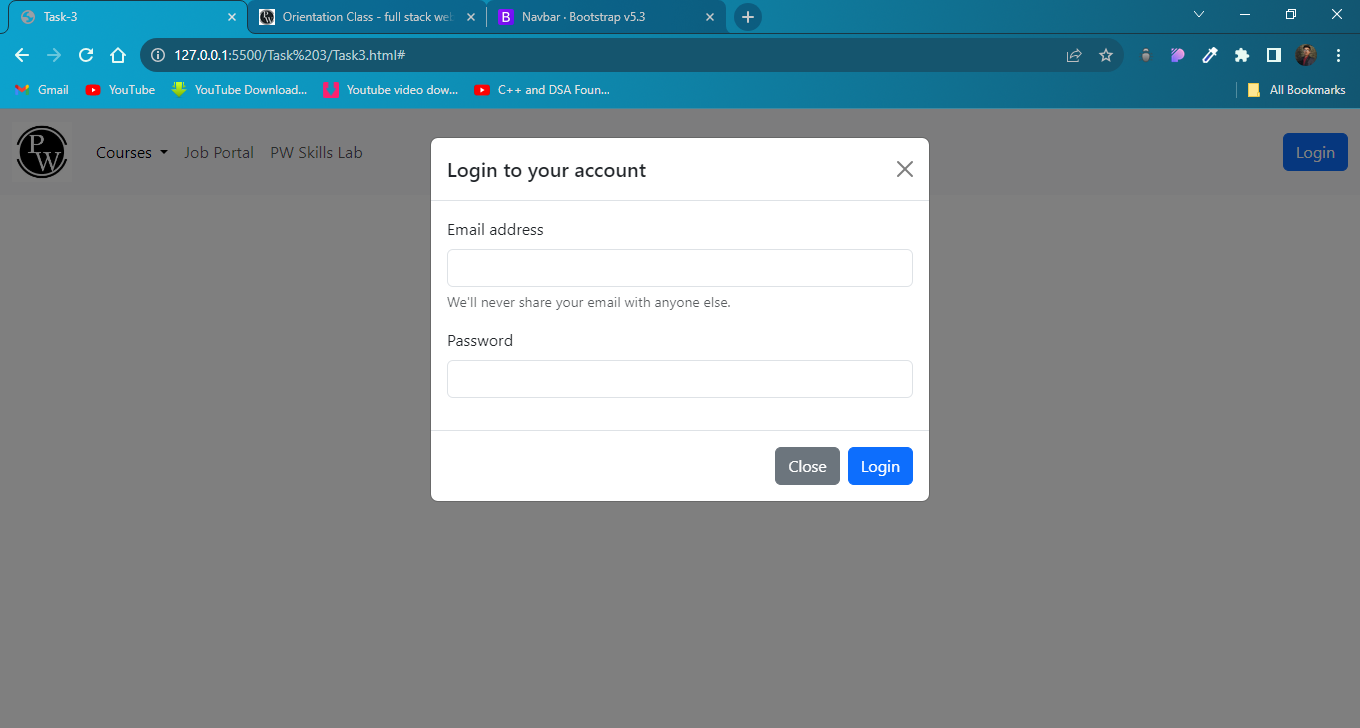 Task-3
Orientation Class - full stack web
Navbar · Bootstrap v5.3
127.0.0.1:5500/Task%203/Task3.html#
Gmail YouTube YouTube Download... Youtube video dow... C++ and DSA Foun... All Bookmarks
PW Courses Job Portal PW Skills Lab Login
Login to your account
Email address
We'll never share your email with anyone else.
Password
Close Login